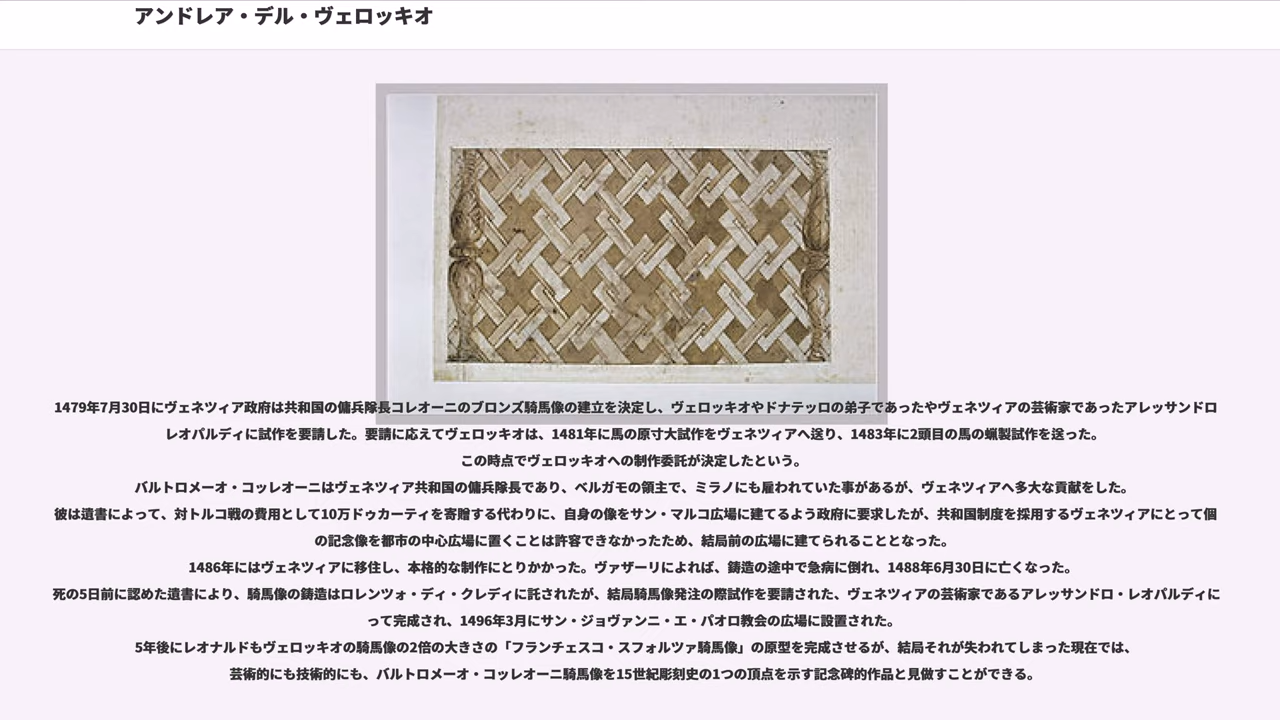 アンドレア・デル・ヴェロッキオ
1479年7月30日にヴェネツィア政府は共和国の傭兵隊長コレオーニのブロンズ騎馬像の建立を決定し、ヴェロッキオやドナテッロの弟子であったやヴェネツィアの芸術家であったアレッサンドロ
レオパルディに試作を要請した。要請に応えてヴェロッキオは、1481年に馬の原寸大試作をヴェネツィアへ送り、1483年に2頭目の馬の蝋製試作を送った。
この時点でヴェロッキオへの制作委託が決定したという。
バルトロメーオ・コッレオーニはヴェネツィア共和国の傭兵隊長であり、ベルガモの領主で、ミラノにも雇われていた事があるが、ヴェネツィアへ多大な貢献をした。
彼は遺書によって、対トルコ戦の費用として10万ドゥカーティを寄贈する代わりに、自身の像をサン・マルコ広場に建てるよう政府に要求したが、共和国制度を採用するヴェネツィアにとって個
の記念像を都市の中心広場に置くことは許容できなかったため、結局前の広場に建てられることとなった。
1486年にはヴェネツィアに移住し、本格的な制作にとりかかった。ヴァザーリによれば、鋳造の途中で急病に倒れ、1488年6月30日に亡くなった。
死の5日前に認めた遺書により、騎馬像の鋳造はロレンツォ・ディ・クレディに託されたが、結局騎馬像発注の際試作を要請された、ヴェネツィアの芸術家であるアレッサンドロ・レオパルディに
って完成され、1496年3月にサン・ジョヴァンニ・エ・パオロ教会の広場に設置された。
5年後にレオナルドもヴェロッキオの騎馬像の2倍の大きさの「フランチェスコ・スフォルツァ騎馬像」の原型を完成させるが、結局それが失われてしまった現在では、
芸術的にも技術的にも、バルトロメーオ・コッレオーニ騎馬像を15世紀彫刻史の1つの頂点を示す記念碑的作品と見做すことができる。